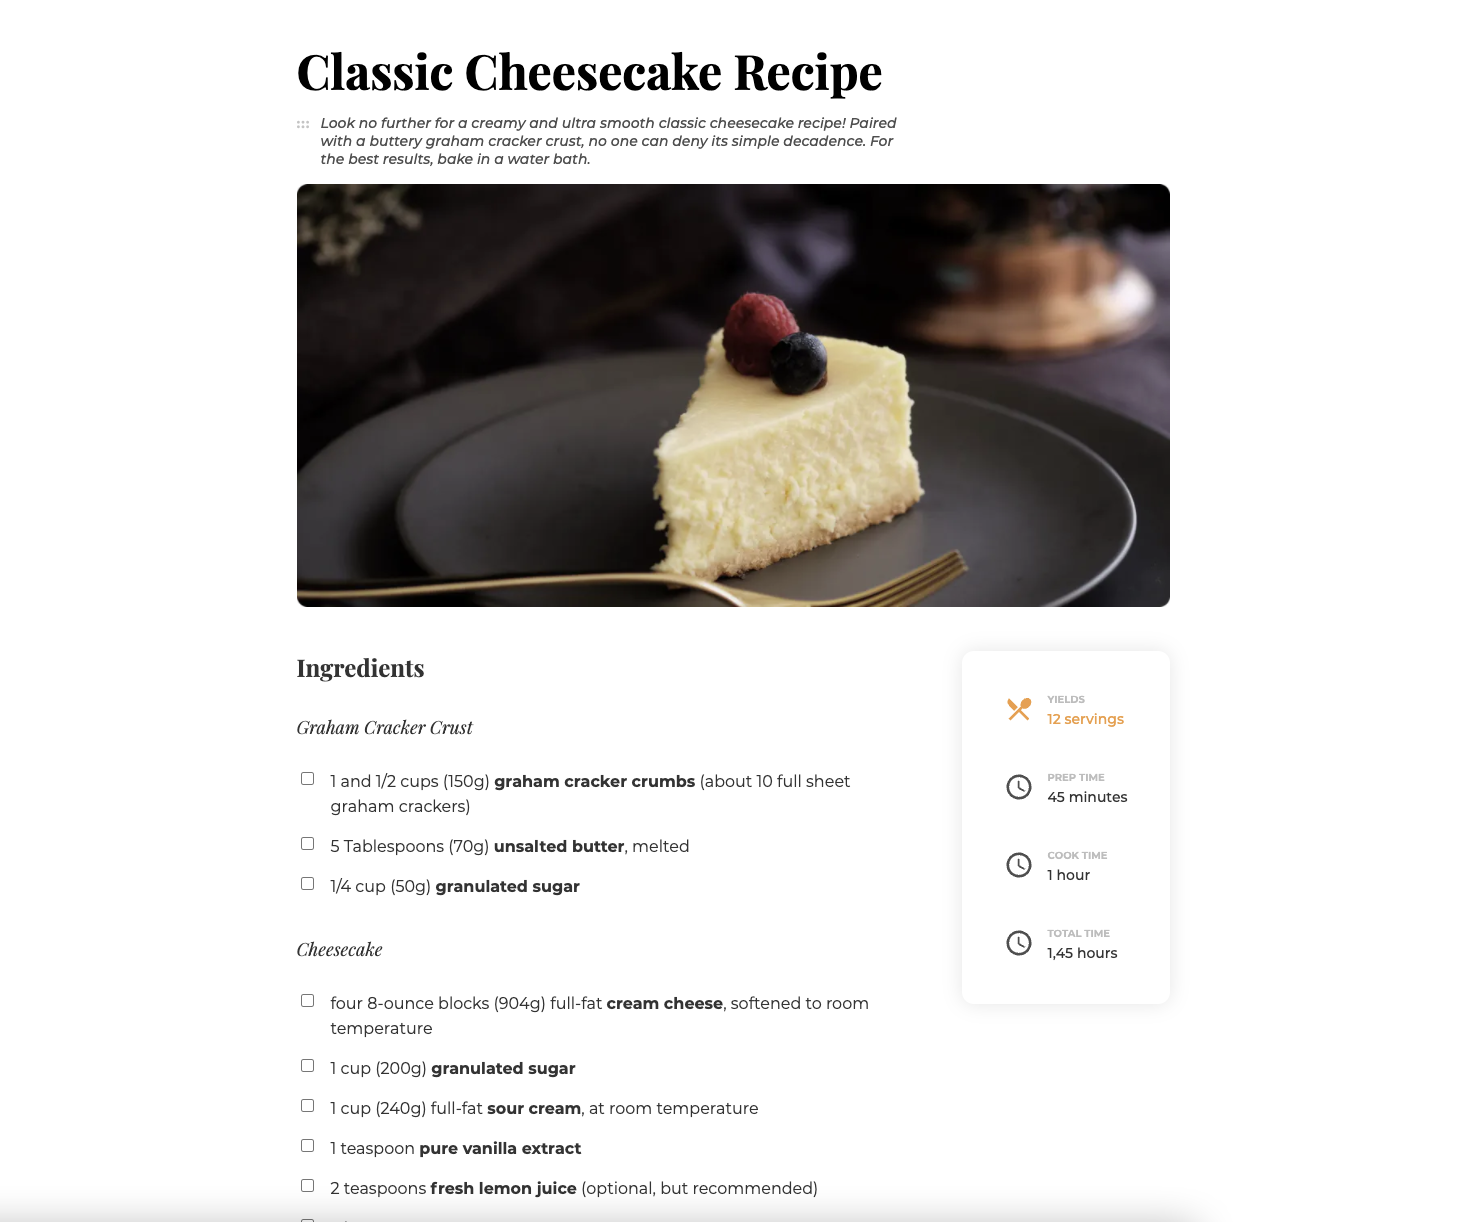 Classic Cheesecake Recipe
Look no further for a creamy and ultra smooth classic cheesecake recipe! Paired
with a buttery graham cracker crust, no one can deny its simple decadence. For
the best results, bake in a water bath.
Ingredients
Graham Cracker Crust
1 and 1/2 cups (150g) graham cracker crumbs (about 10 full sheet
graham crackers)
5 Tablespoons (70g) unsalted butter, melted
1/4 cup (50g) granulated sugar
Cheesecake
four 8-ounce blocks (904g) full-fat cream cheese, softened to room
temperature
1 cup (200g) granulated sugar
1 cup (240g) full-fat sour cream, at room temperature
1 teaspoon pure vanilla extract
2 teaspoons fresh lemon juice (optional, but recommended)
YIELDS
12 servings
PREP TIME
45 minutes
COOK TIME
1 hour
TOTAL TIME
1,45 hours